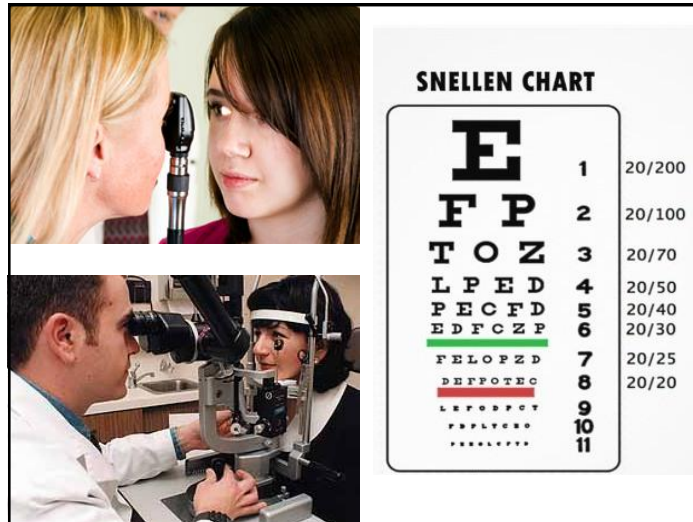 SNELLEN CHART
E 1 20/200
F P 2 20/100
T O Z 3 20/70
L P E D 4 20/50
P E C F D 5 20/40
E D F C Z P 6 20/30
F E L O P Z D 7 20/25
D E F P O T E C 8 20/20
L E F O D P C T 9
F D P L T C E O 10
11